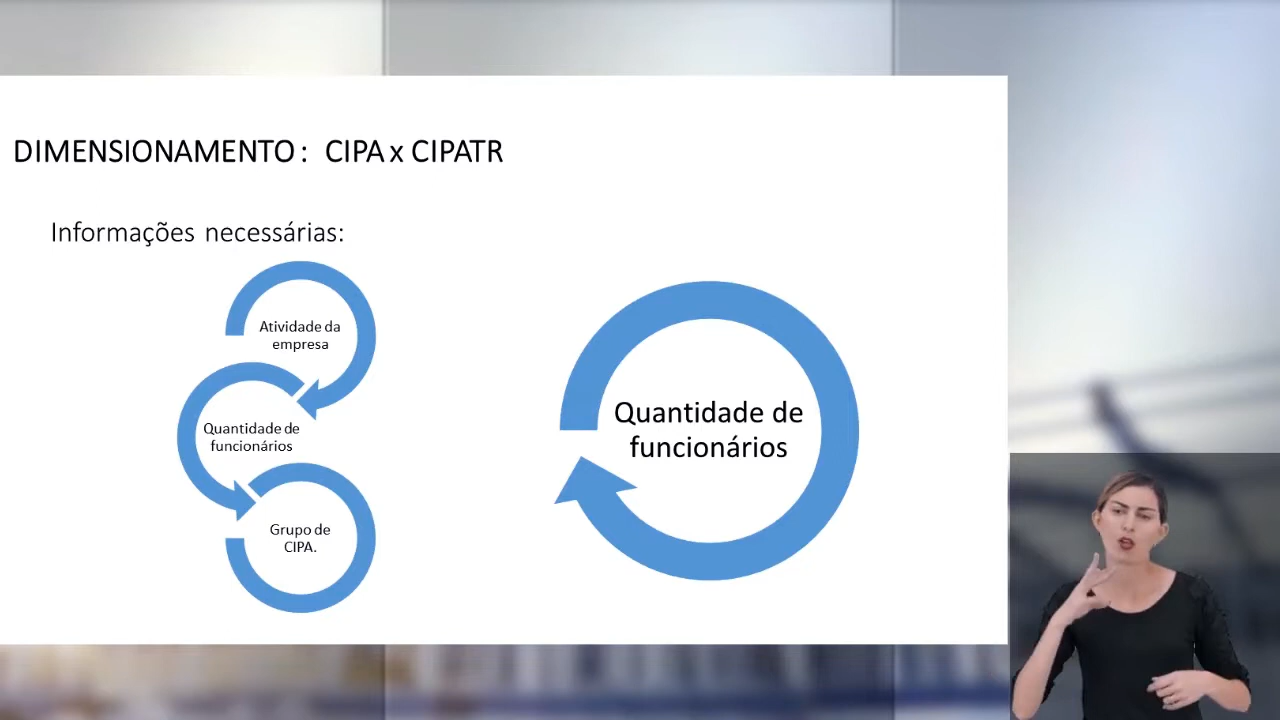 DIMENSIONAMENTO : CIPA x CIPATR
Informações necessárias:
Atividade da
empresa
Quantidade de
funcionários
Grupo de
CIPA.
Quantidade de
funcionários